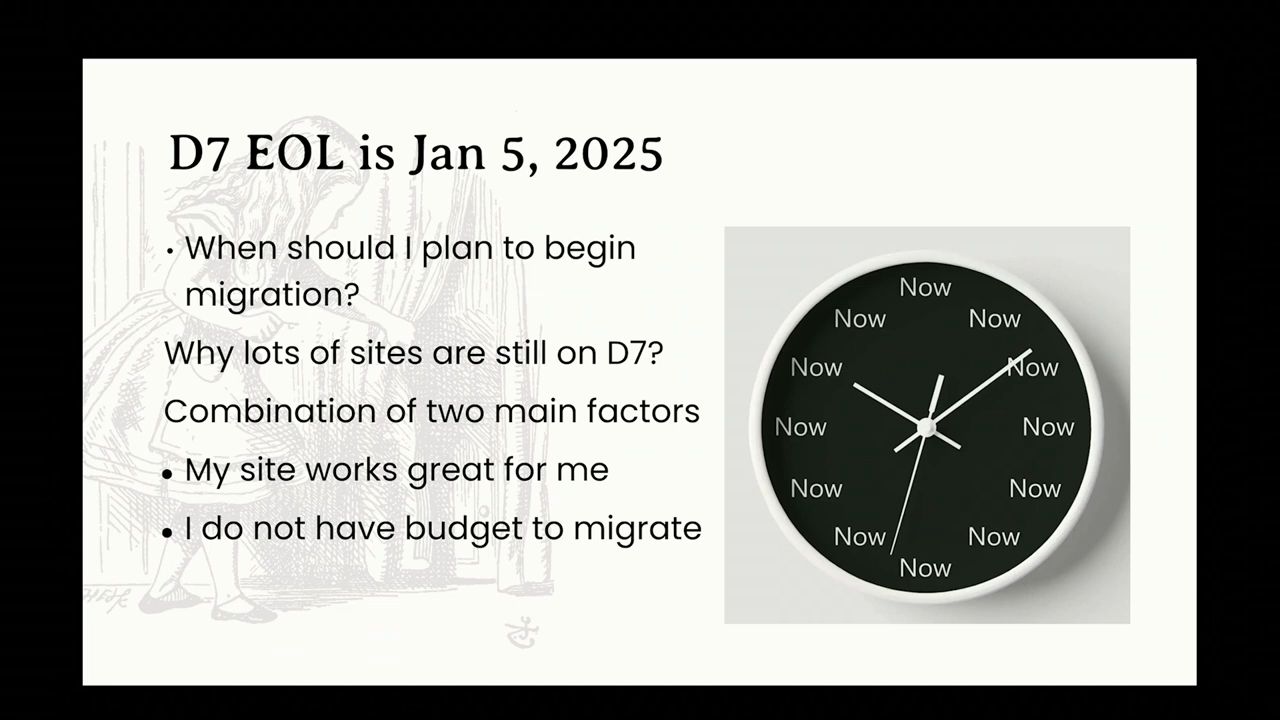 D7 EOL is Jan 5, 2025
• When should I plan to begin
migration?
Why lots of sites are still on D7?
Combination of two main factors
• My site works great for me
• I do not have budget to migrate
Now
Now
Now
Now
Now
Now
Now
Now
Now
Now
Now
Now